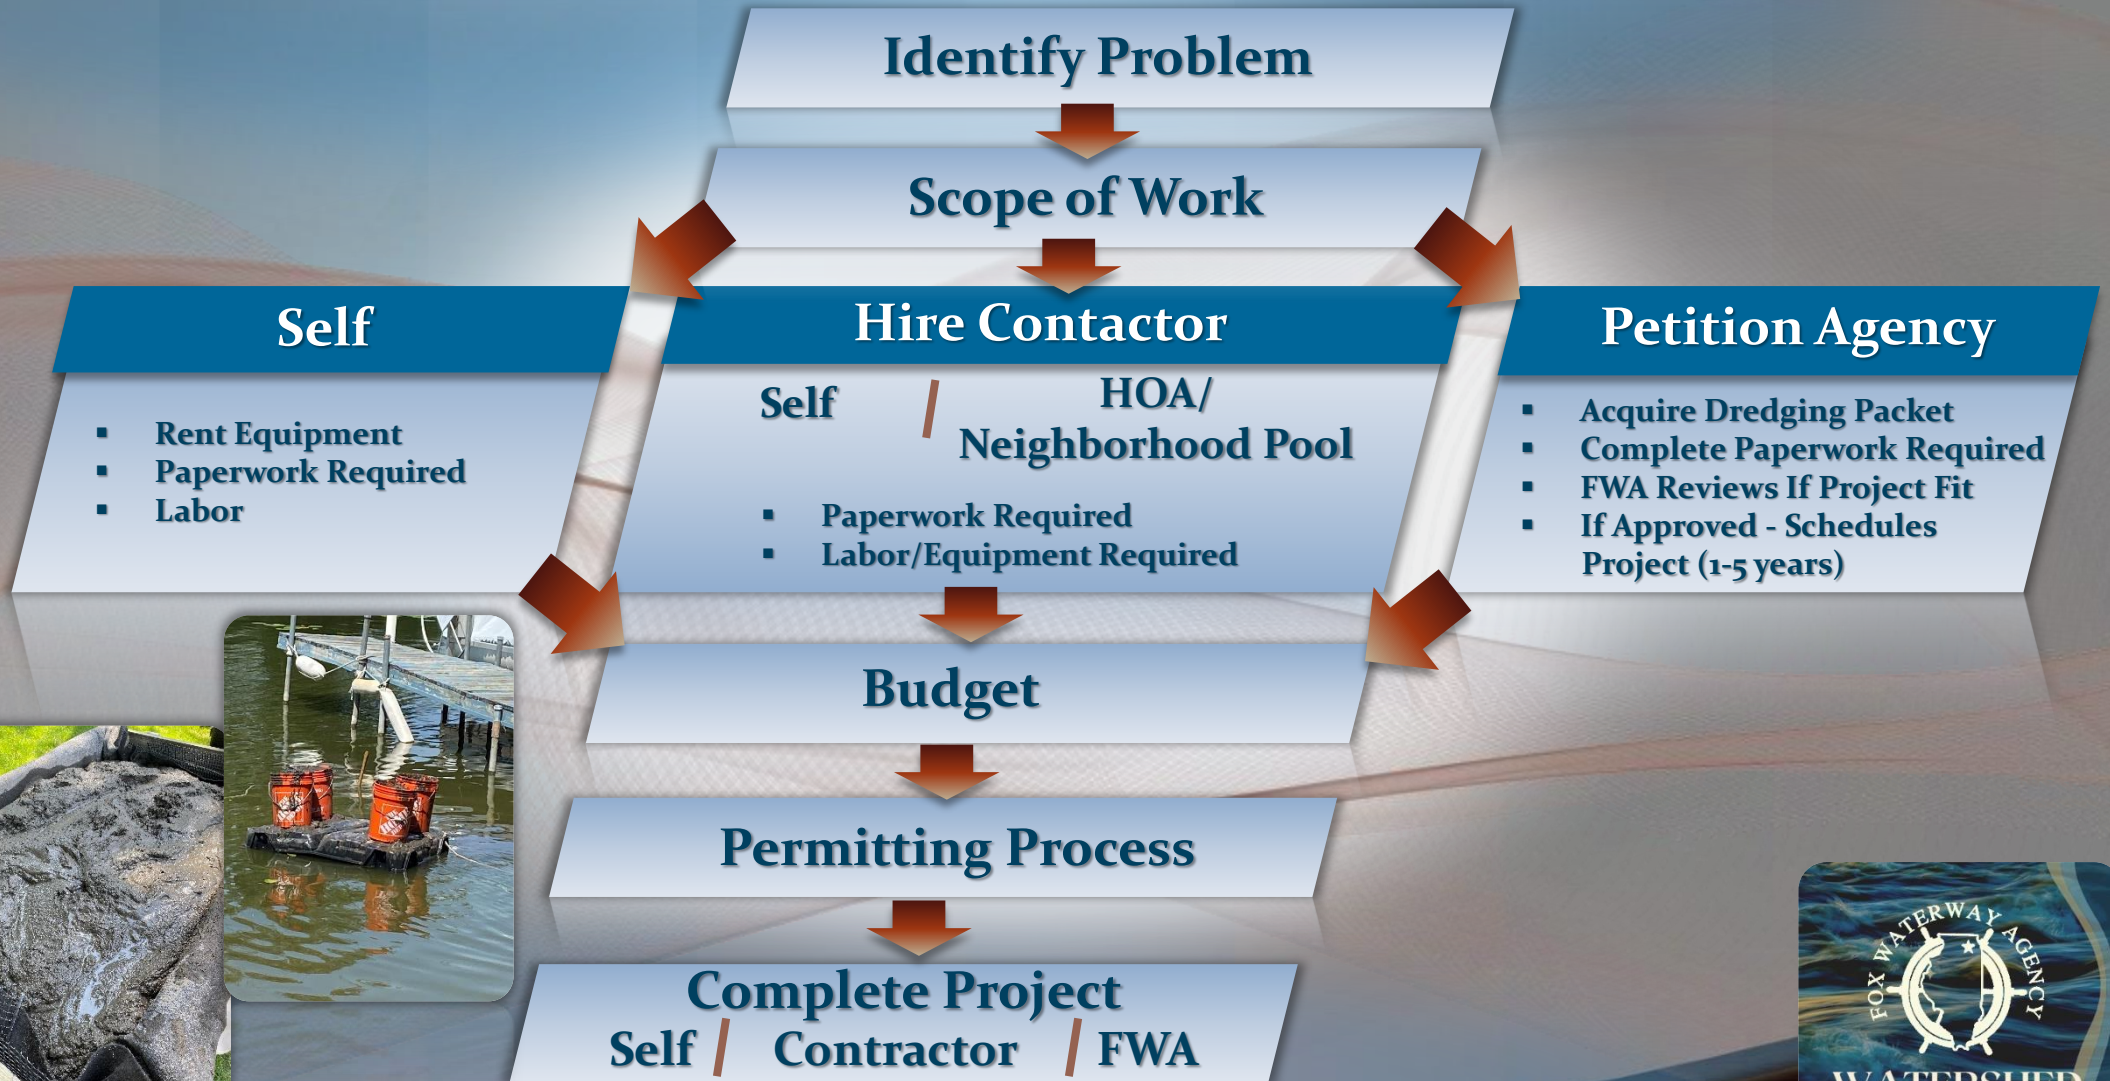 Identify Problem
Scope of Work
Self
Rent Equipment
Paperwork Required
Labor
Hire Contactor
Self / HOA/
Neighborhood Pool
Paperwork Required
Labor/Equipment Required
Petition Agency
Acquire Dredging Packet
Complete Paperwork Required
FWA Reviews If Project Fit
If Approved - Schedules
Project (1-5 years)
Budget
Permitting Process
Complete Project
Self / Contractor / FWA
FOX WATERWAY AGENCY
WATERSHED